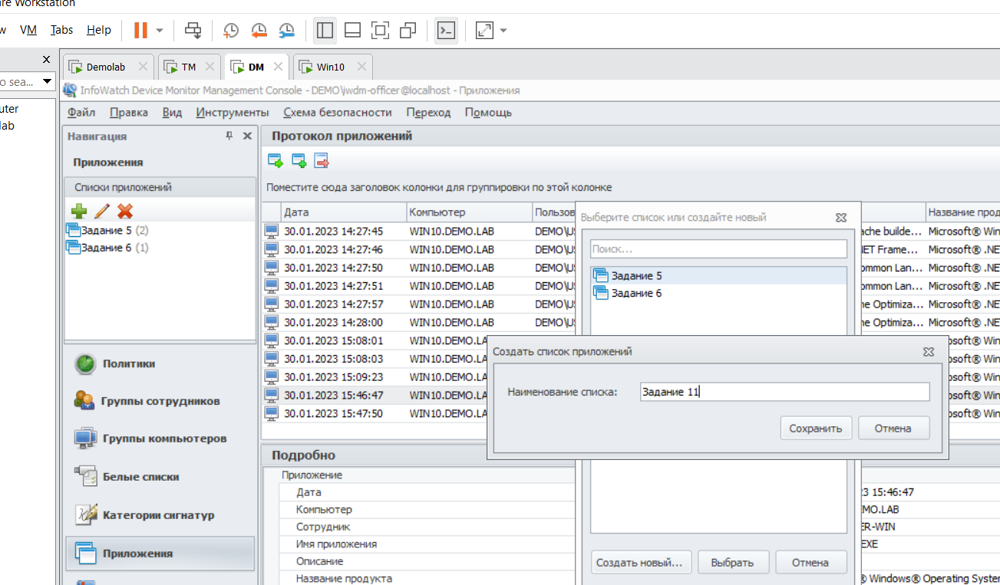 re Workstation
w VM Tabs Help
Demolab TM DM Win10
o sea...
uter
lab
InfoWatch Device Monitor Management Console - DEMO\iwdm-officer@localhost - Приложения
Файл Правка Вид Инструменты Схема безопасности Переход Помощь
Навигация
Приложения
Списки приложений
Задание 5 (2)
Задание 6 (1)
Политики
Группы сотрудников
Группы компьютеров
Белые списки
Категории сигнатур
Приложения
Протокол приложений
Поместите сюда заголовок колонки для группировки по этой колонке
Дата Компьютер Пользов Название прод
30.01.2023 14:27:45 WIN10.DEMO.LAB DEMO\U ache builde... Microsoft® Win
30.01.2023 14:27:46 WIN10.DEMO.LAB DEMO\U NET Frame... Microsoft® .NE
30.01.2023 14:27:50 WIN10.DEMO.LAB DEMO\U ommon Lan... Microsoft® .NE
30.01.2023 14:27:51 WIN10.DEMO.LAB DEMO\U ommon Lan... Microsoft® .NE
30.01.2023 14:27:57 WIN10.DEMO.LAB DEMO\U ne Optimiza... Microsoft® .NE
30.01.2023 14:28:00 WIN10.DEMO.LAB DEMO\U ne Optimiza... Microsoft® .NE
30.01.2023 15:08:01 WIN10.DEMO.LA osoft® Win
30.01.2023 15:08:03 WIN10.DEMO.LA osoft® Win
30.01.2023 15:09:23 WIN10.DEMO.LA osoft® Win
30.01.2023 15:46:47 WIN10.DEMO.LA osoft® Win
30.01.2023 15:47:50 WIN10.DEMO.LA osoft® Win
Выберите список или создайте новый
Поиск...
Задание 5
Задание 6
Создать список приложений
Наименование списка: Задание 11
Сохранить Отмена
Создать новый... Выбрать Отмена
Подробно
Приложение
Дата 23 15:46:47
Компьютер EMO.LAB
Сотрудник ER-WIN
Имя приложения EXE
Описание
Название продукта ® Windows® Operating System